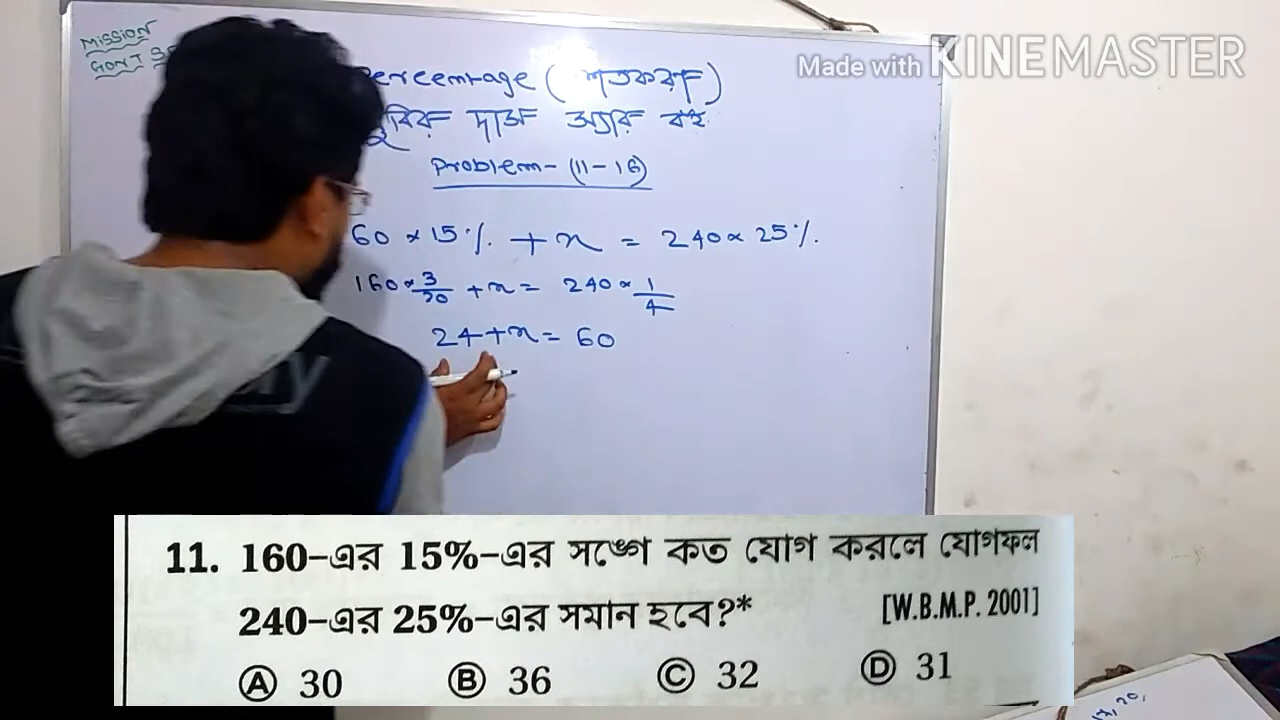 MISSION
GOVT
Made with KINEMASTER
Percentage (শতকরা)
সুবির দাস স্যার বই
Problem- (11-16)
60 × 15% + x = 240 × 25%.
160 × 3/20 + x = 240 × 1/4
24 + x = 60
11. 160-এর 15%-এর সঙ্গে কত যোগ করলে যোগফল
240-এর 25%-এর সমান হবে?* [W.B.M.P. 2001]
Ⓐ 30 Ⓑ 36 Ⓒ 32 Ⓓ 31